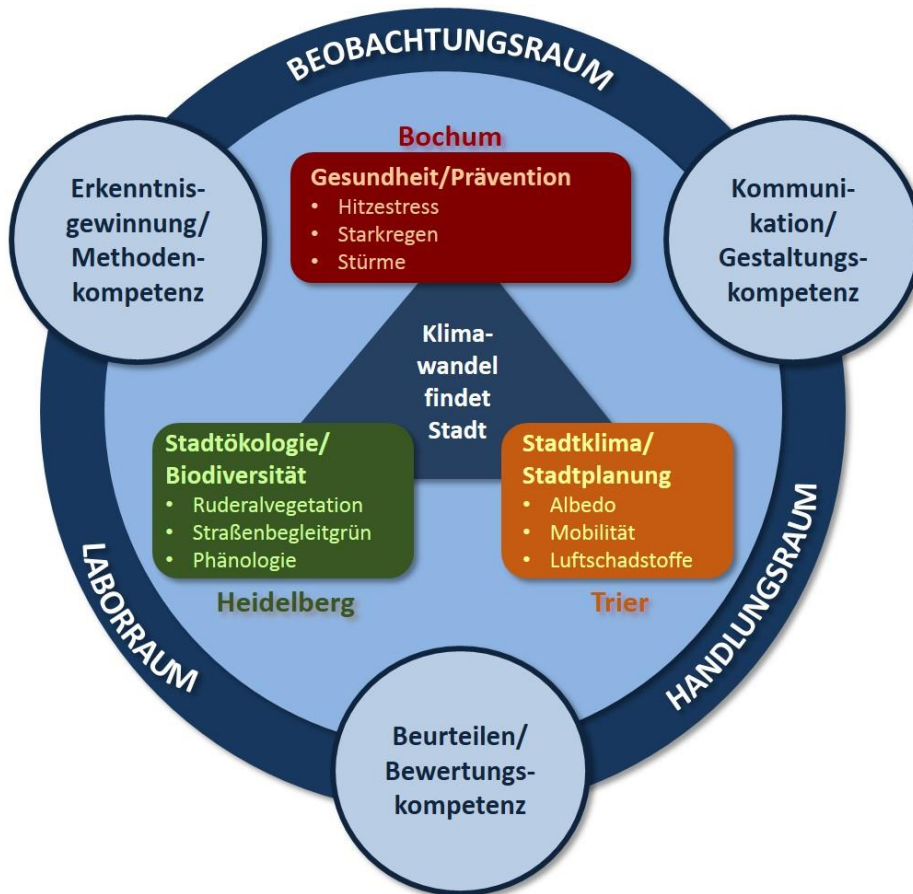 BEOBACHTUNGSRAUM
Erkenntnis-
gewinnung/
Methoden-
kompetenz
Kommuni-
kation/
Gestaltungs-
kompetenz
Bochum
Gesundheit/Prävention
• Hitzestress
• Starkregen
• Stürme
Klima-
wandel
findet
Stadt
Stadtökologie/
Biodiversität
• Ruderalvegetation
• Straßenbegleitgrün
• Phänologie
Heidelberg
Stadtklima/
Stadtplanung
• Albedo
• Mobilität
• Luftschadstoffe
Trier
LABORRAUM
HANDLUNGSRAUM
Beurteilen/
Bewertungs-
kompetenz